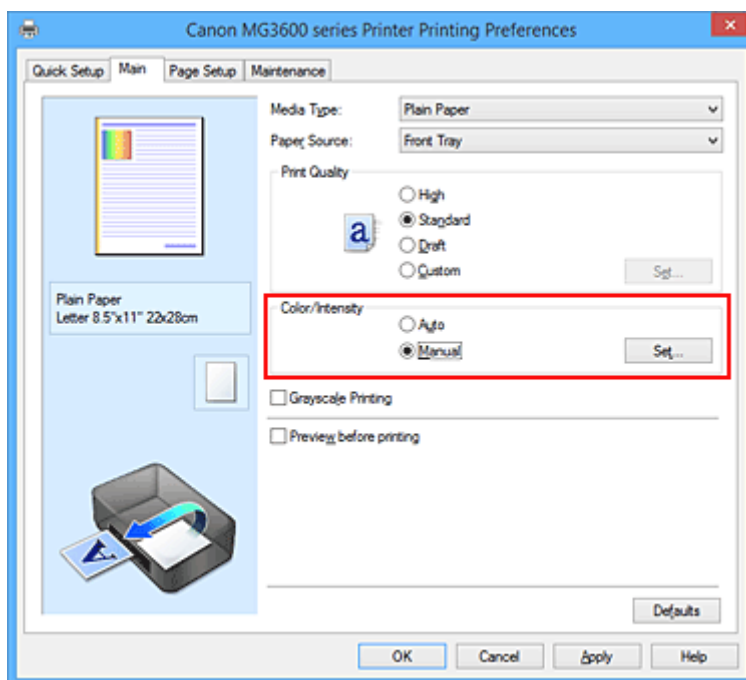 Canon MG3600 series Printer Printing Preferences
Quick Setup Main Page Setup Maintenance
Media Type: Plain Paper
Paper Source: Front Tray
Print Quality
High
a Standard
Draft
Custom Set...
Plain Paper
Letter 8.5"x11" 22x28cm
Color/Intensity
Auto
Manual Set...
Grayscale Printing
Preview before printing
A
Defaults
OK Cancel Apply Help